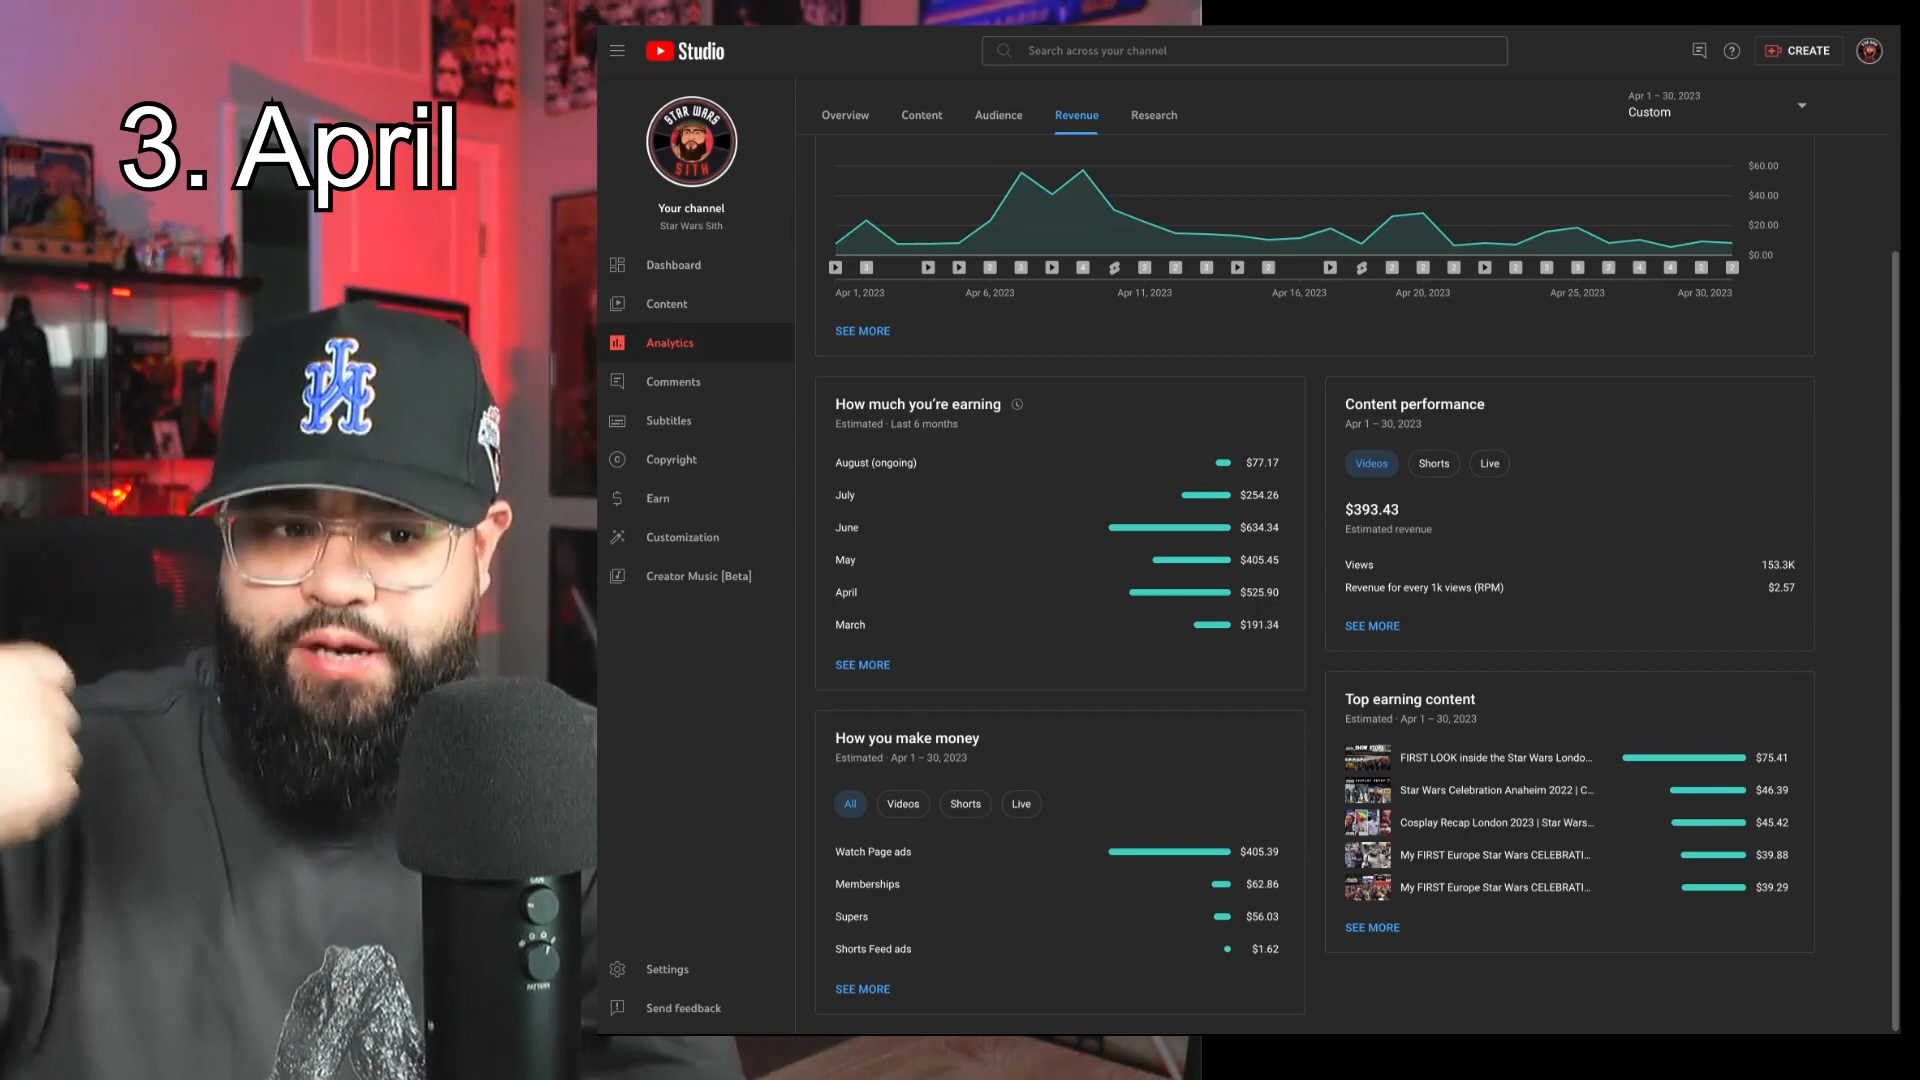 3. April
Studio
Search across your channel
CREATE
STAR WARS
SITH
Your channel
Star Wars Sith
Dashboard
Content
Analytics
Comments
Subtitles
Copyright
Earn
Customization
Creator Music [Beta]
Settings
Send feedback
Overview
Content
Audience
Revenue
Research
Apr 1 – 30, 2023
Custom
$60.00
$40.00
$20.00
$0.00
Apr 1, 2023
Apr 6, 2023
Apr 11, 2023
Apr 16, 2023
Apr 20, 2023
Apr 25, 2023
Apr 30, 2023
SEE MORE
How much you’re earning
Estimated · Last 6 months
August (ongoing) $77.17
July $254.26
June $634.34
May $405.45
April $525.90
March $191.34
SEE MORE
How you make money
Estimated · Apr 1 – 30, 2023
All Videos Shorts Live
Watch Page ads $405.39
Memberships $62.86
Supers $56.03
Shorts Feed ads $1.62
SEE MORE
Content performance
Apr 1 – 30, 2023
Videos Shorts Live
$393.43
Estimated revenue
Views 153.3K
Revenue for every 1k views (RPM) $2.57
SEE MORE
Top earning content
Estimated · Apr 1 – 30, 2023
FIRST LOOK inside the Star Wars Londo... $75.41
Star Wars Celebration Anaheim 2022 | C... $46.39
Cosplay Recap London 2023 | Star Wars... $45.42
My FIRST Europe Star Wars CELEBRATI... $39.88
My FIRST Europe Star Wars CELEBRATI... $39.29
SEE MORE
PATTERN